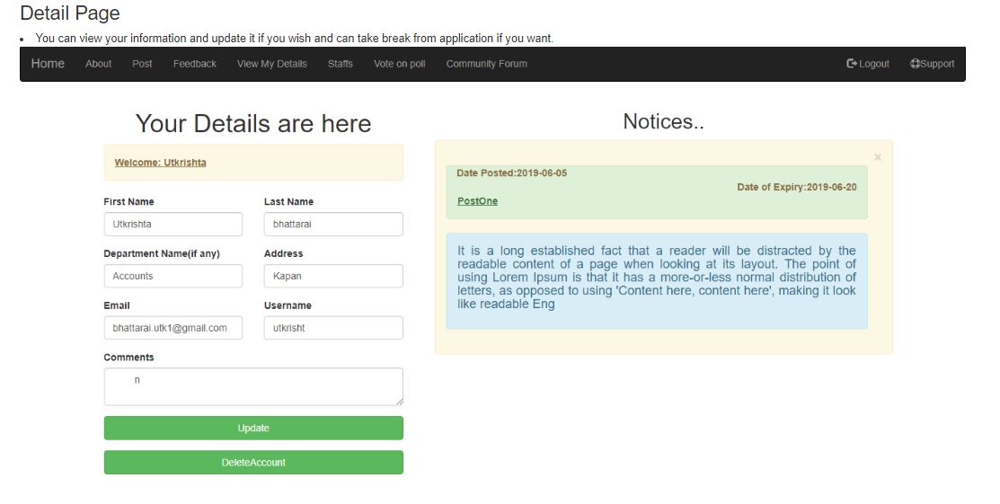 Detail Page
• You can view your information and update it if you wish and can take break from application if you want.
Home About Post Feedback View My Details Staffs Vote on poll Community Forum Logout Support
Your Details are here
Welcome: Utkrishta
First Name Last Name
Utkrishta bhattarai
Department Name(if any) Address
Accounts Kapan
Email Username
bhattarai.utk1@gmail.com utkrisht
Comments
n
Update
DeleteAccount
Notices..
×
Date Posted:2019-06-05
Date of Expiry:2019-06-20
PostOne
It is a long established fact that a reader will be distracted by the
readable content of a page when looking at its layout. The point of
using Lorem Ipsum is that it has a more-or-less normal distribution of
letters, as opposed to using 'Content here, content here', making it look
like readable Eng